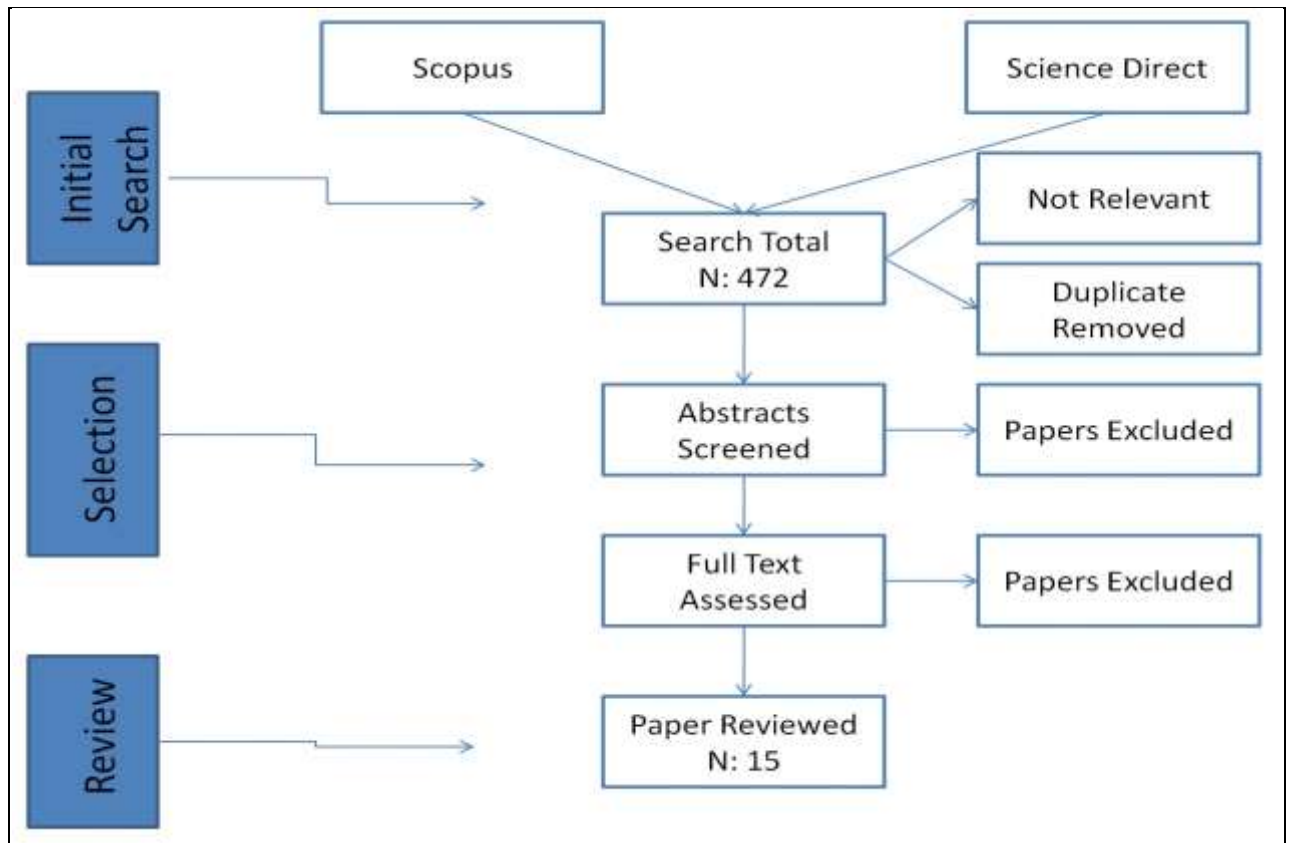 Scopus
Science Direct
Initial
Search
Not Relevant
Search Total
N: 472
Duplicate
Removed
Selection
Abstracts
Screened
Papers Excluded
Full Text
Assessed
Papers Excluded
Review
Paper Reviewed
N: 15